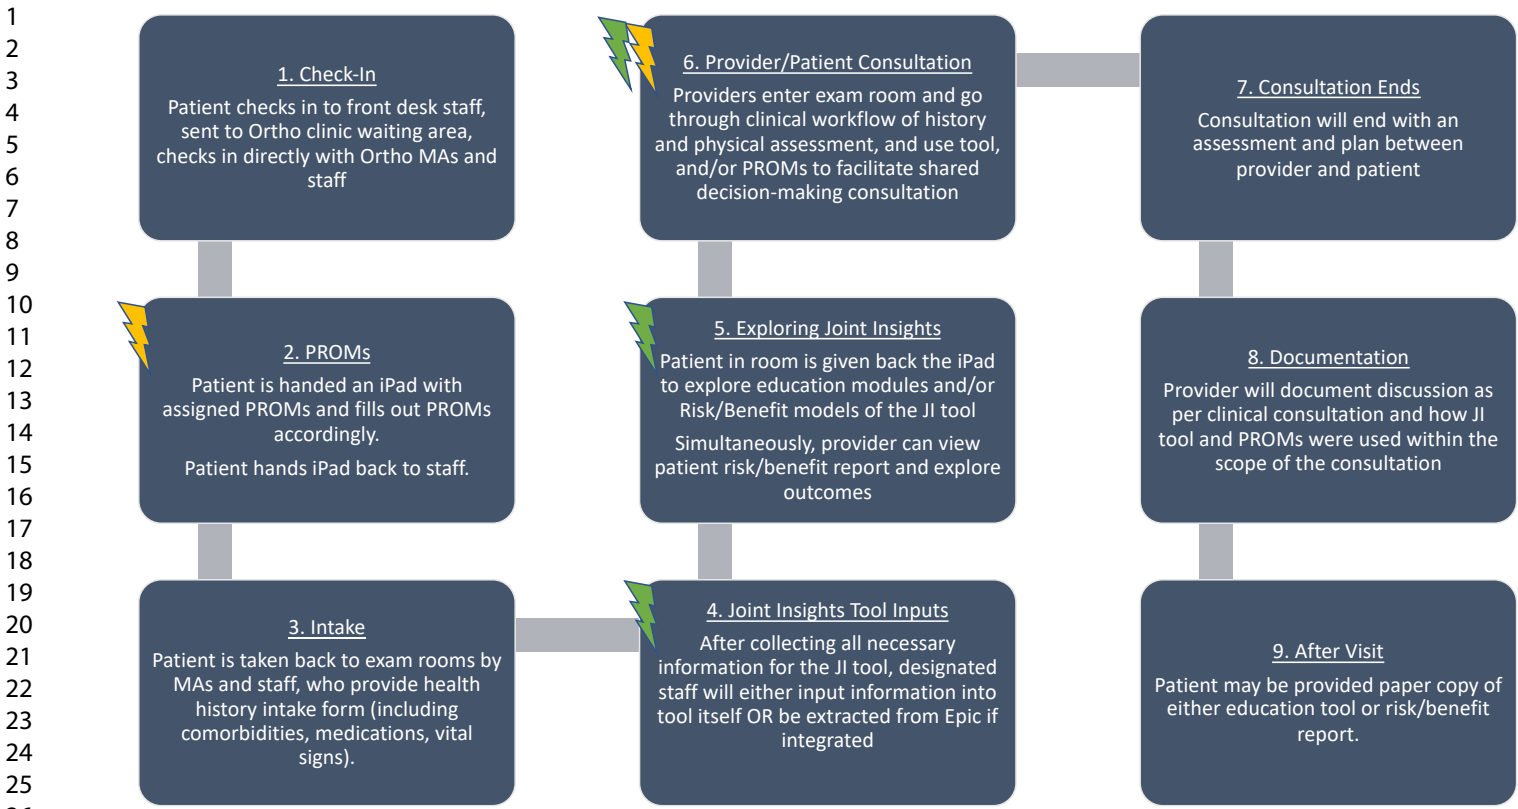 1
2
3
4
5
6
7
8
9
10
11
12
13
14
15
16
17
18
19
20
21
22
23
24
25
1. Check-In
Patient checks in to front desk staff,
sent to Ortho clinic waiting area,
checks in directly with Ortho MAs and
staff
2. PROMs
Patient is handed an iPad with
assigned PROMs and fills out PROMs
accordingly.
Patient hands iPad back to staff.
3. Intake
Patient is taken back to exam rooms by
MAs and staff, who provide health
history intake form (including
comorbidities, medications, vital
signs).
4. Joint Insights Tool Inputs
After collecting all necessary
information for the JI tool, designated
staff will either input information into
tool itself OR be extracted from Epic if
integrated
5. Exploring Joint Insights
Patient in room is given back the iPad
to explore education modules and/or
Risk/Benefit models of the JI tool
Simultaneously, provider can view
patient risk/benefit report and explore
outcomes
6. Provider/Patient Consultation
Providers enter exam room and go
through clinical workflow of history
and physical assessment, and use tool,
and/or PROMs to facilitate shared
decision-making consultation
7. Consultation Ends
Consultation will end with an
assessment and plan between
provider and patient
8. Documentation
Provider will document discussion as
per clinical consultation and how JI
tool and PROMs were used within the
scope of the consultation
9. After Visit
Patient may be provided paper copy of
either education tool or risk/benefit
report.